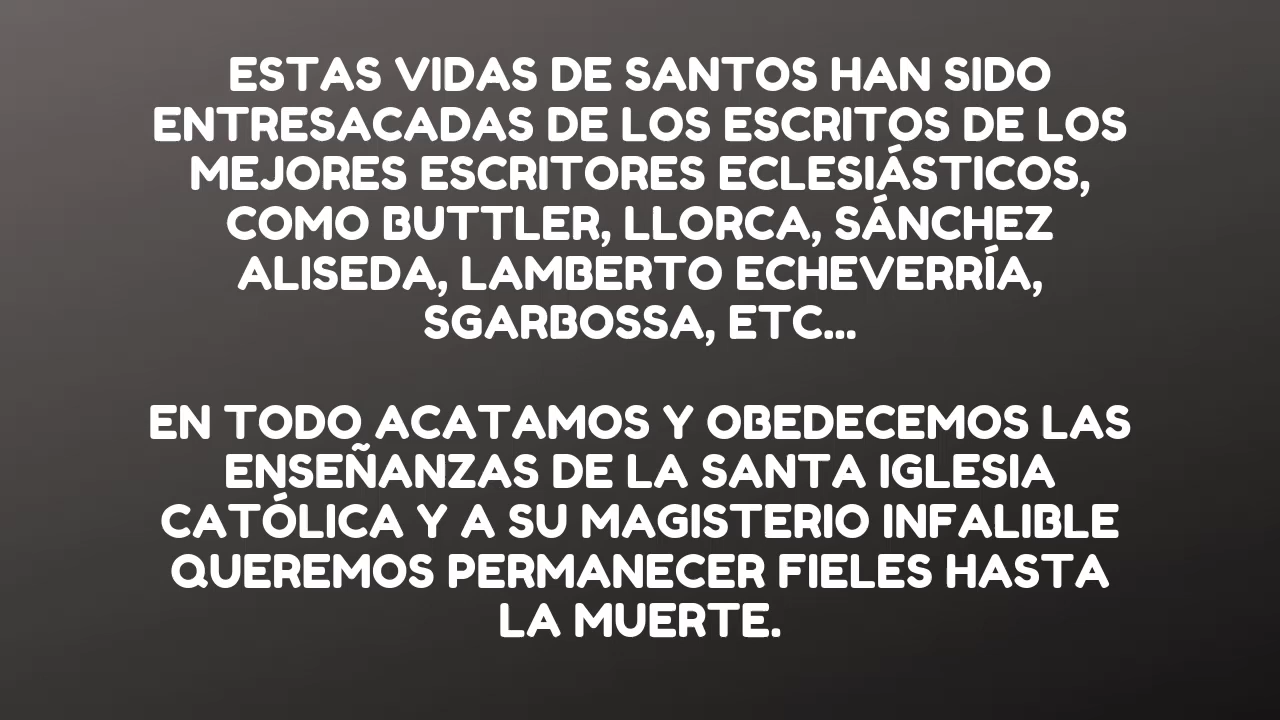 ESTAS VIDAS DE SANTOS HAN SIDO
ENTRESACADAS DE LOS ESCRITOS DE LOS
MEJORES ESCRITORES ECLESIÁSTICOS,
COMO BUTTLER, LLORCA, SÁNCHEZ
ALISEDA, LAMBERTO ECHEVERRÍA,
SGARBOSSA, ETC...
EN TODO ACATAMOS Y OBEDECEMOS LAS
ENSEÑANZAS DE LA SANTA IGLESIA
CATÓLICA Y A SU MAGISTERIO INFALIBLE
QUEREMOS PERMANECER FIELES HASTA
LA MUERTE.